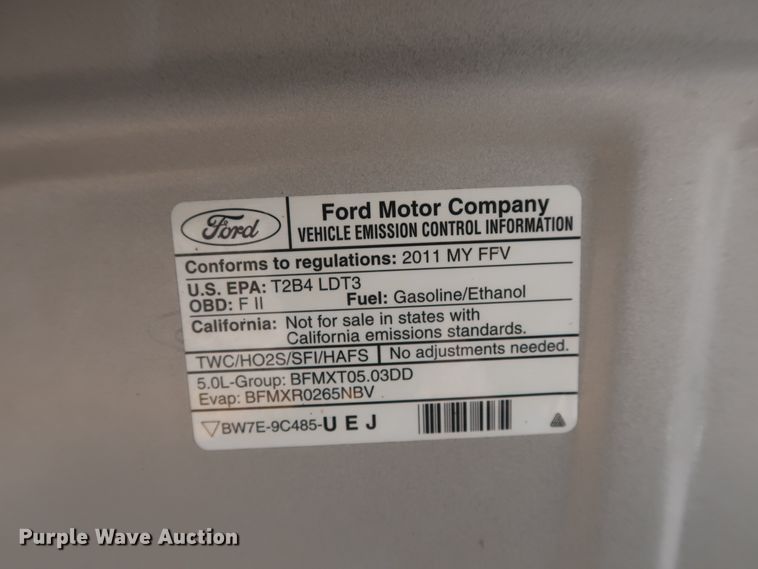 Ford
Ford Motor Company
VEHICLE EMISSION CONTROL INFORMATION
Conforms to regulations: 2011 MY FFV
U.S. EPA: T2B4 LDT3
OBD: F II Fuel: Gasoline/Ethanol
California: Not for sale in states with
California emissions standards.
TWC/HO2S/SFI/HAFS No adjustments needed.
5.0L-Group: BFMXT05.03DD
Evap: BFMXR0265NBV
BW7E-9C485-U E J
Purple Wave Auction